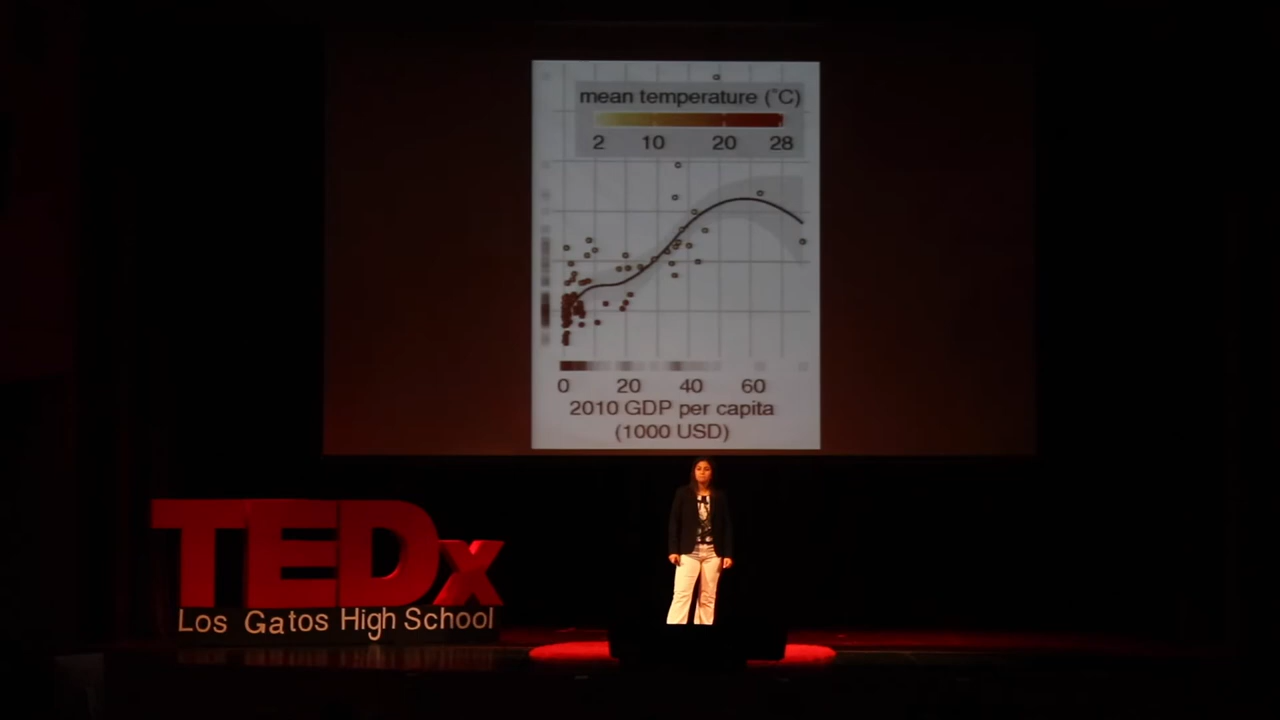 mean temperature (°C)
2 10 20 28
0 20 40 60
2010 GDP per capita
(1000 USD)
TEDx
Los Gatos High School